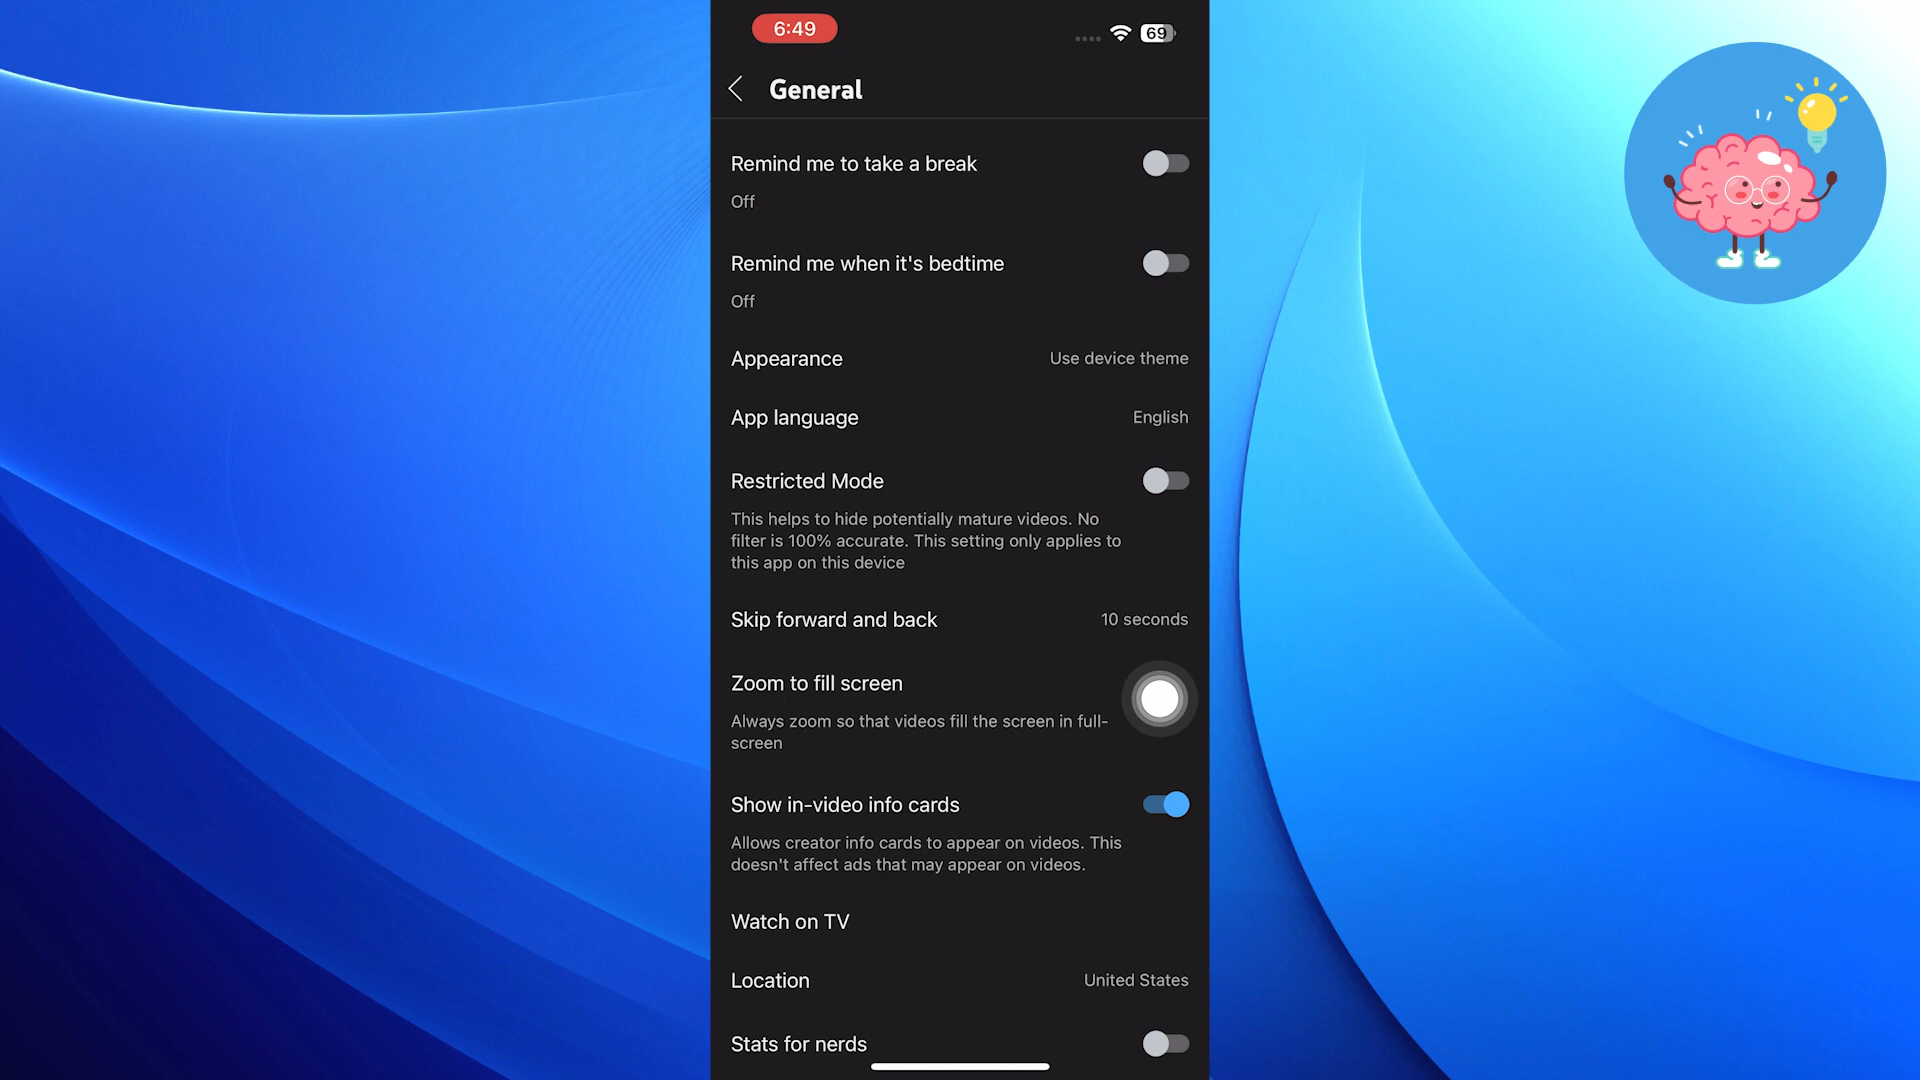 6:49
69
General
Remind me to take a break
Off
Remind me when it's bedtime
Off
Appearance
Use device theme
App language
English
Restricted Mode
This helps to hide potentially mature videos. No
filter is 100% accurate. This setting only applies to
this app on this device
Skip forward and back
10 seconds
Zoom to fill screen
Always zoom so that videos fill the screen in full-
screen
Show in-video info cards
Allows creator info cards to appear on videos. This
doesn't affect ads that may appear on videos.
Watch on TV
Location
United States
Stats for nerds